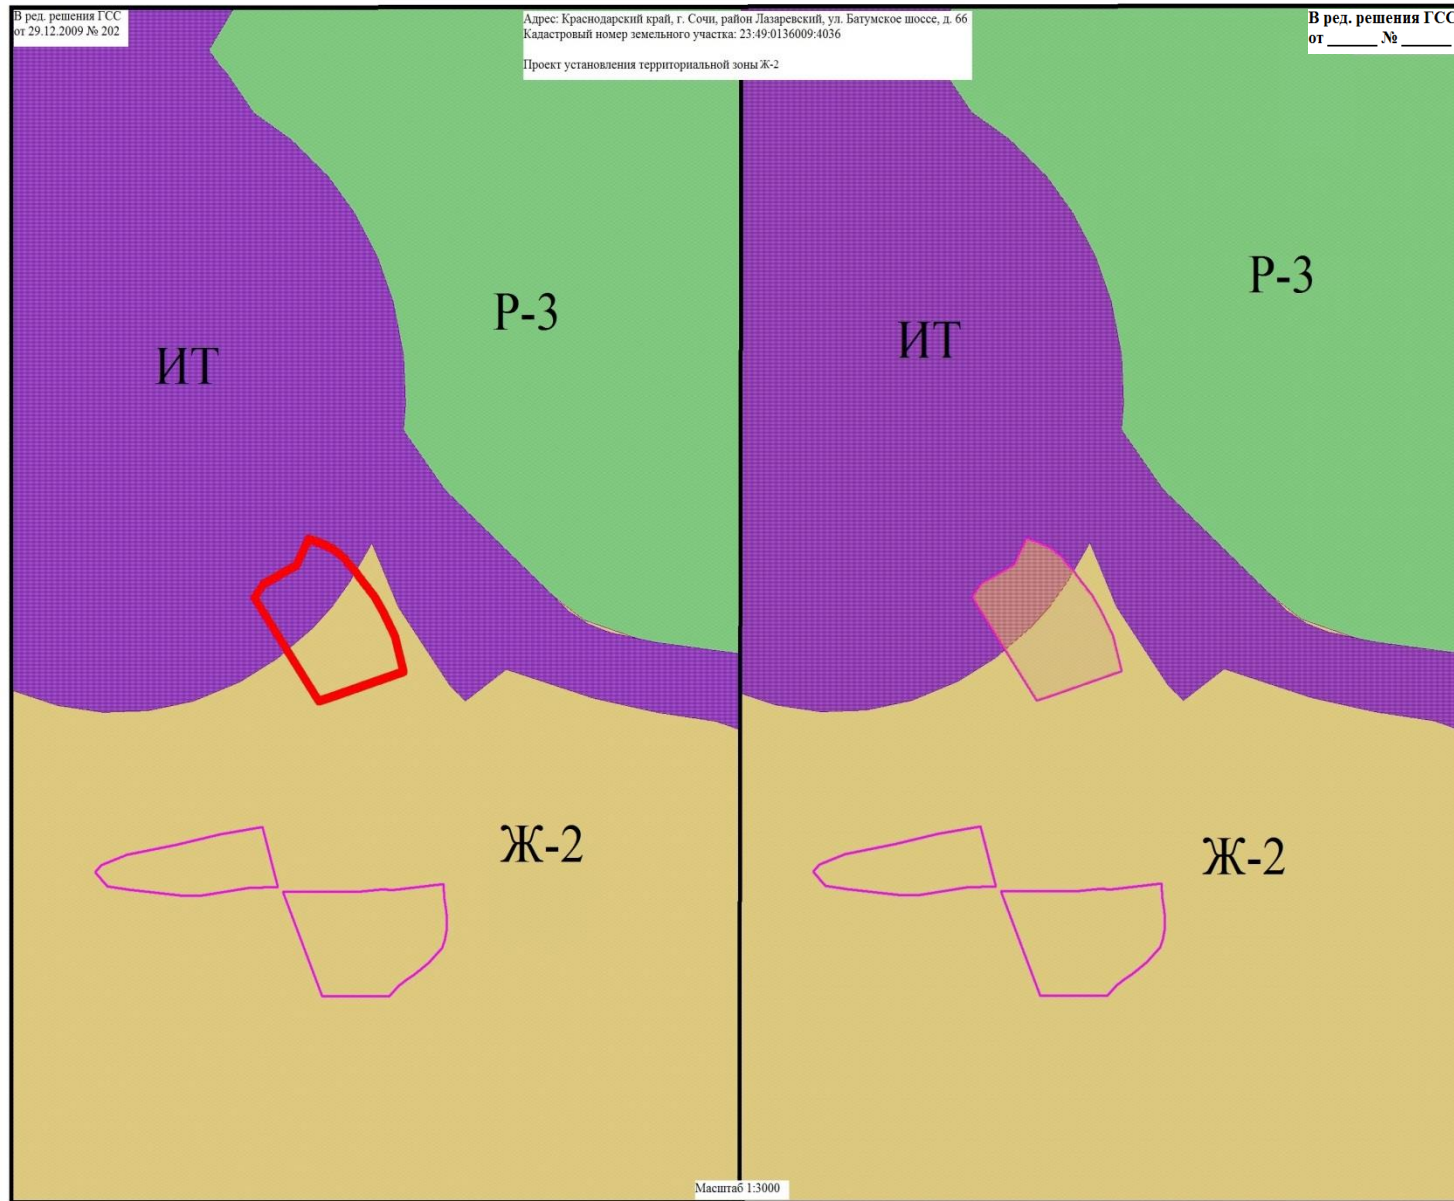 В ред. решения ГСС
от 29.12.2009 № 202
Адрес: Краснодарский край, г. Сочи, район Лазаревский, ул. Батумское шоссе, д. 66
Кадастровый номер земельного участка: 23:49:0136009:4036
Проект установления территориальной зоны Ж-2
В ред. решения ГСС
от ______ № ______
Р-3
ИТ
Ж-2
Р-3
ИТ
Ж-2
Масштаб 1:3000